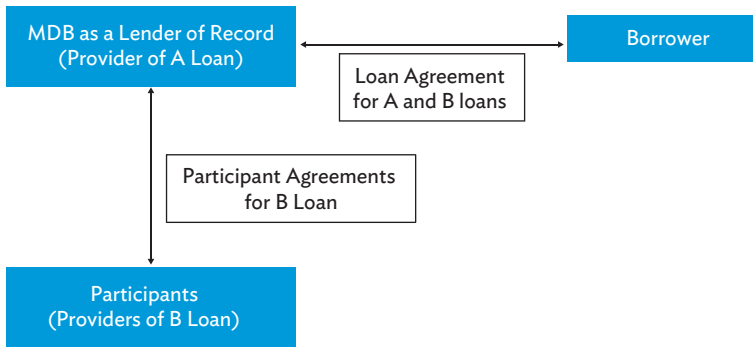 MDB as a Lender of Record
(Provider of A Loan)
Borrower
Loan Agreement
for A and B loans
Participant Agreements
for B Loan
Participants
(Providers of B Loan)